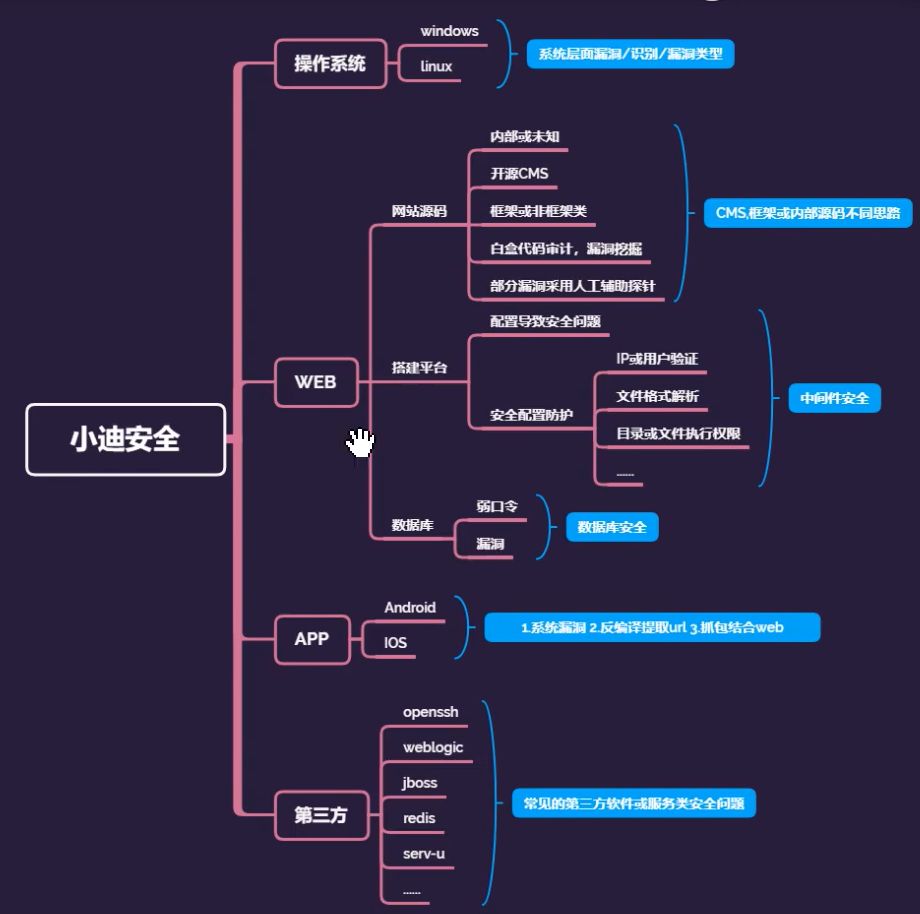 小迪安全
操作系统
windows
linux
系统层面漏洞/识别/漏洞类型
WEB
网站源码
内部或未知
开源CMS
框架或非框架类
白盒代码审计，漏洞挖掘
部分漏洞采用人工辅助探针
CMS,框架或内部源码不同思路
搭建平台
配置导致安全问题
安全配置防护
IP或用户验证
文件格式解析
目录或文件执行权限
......
中间件安全
数据库
弱口令
漏洞
数据库安全
APP
Android
IOS
1.系统漏洞 2.反编译提取url 3.抓包结合web
第三方
openssh
weblogic
jboss
redis
serv-u
......
常见的第三方软件或服务类安全问题